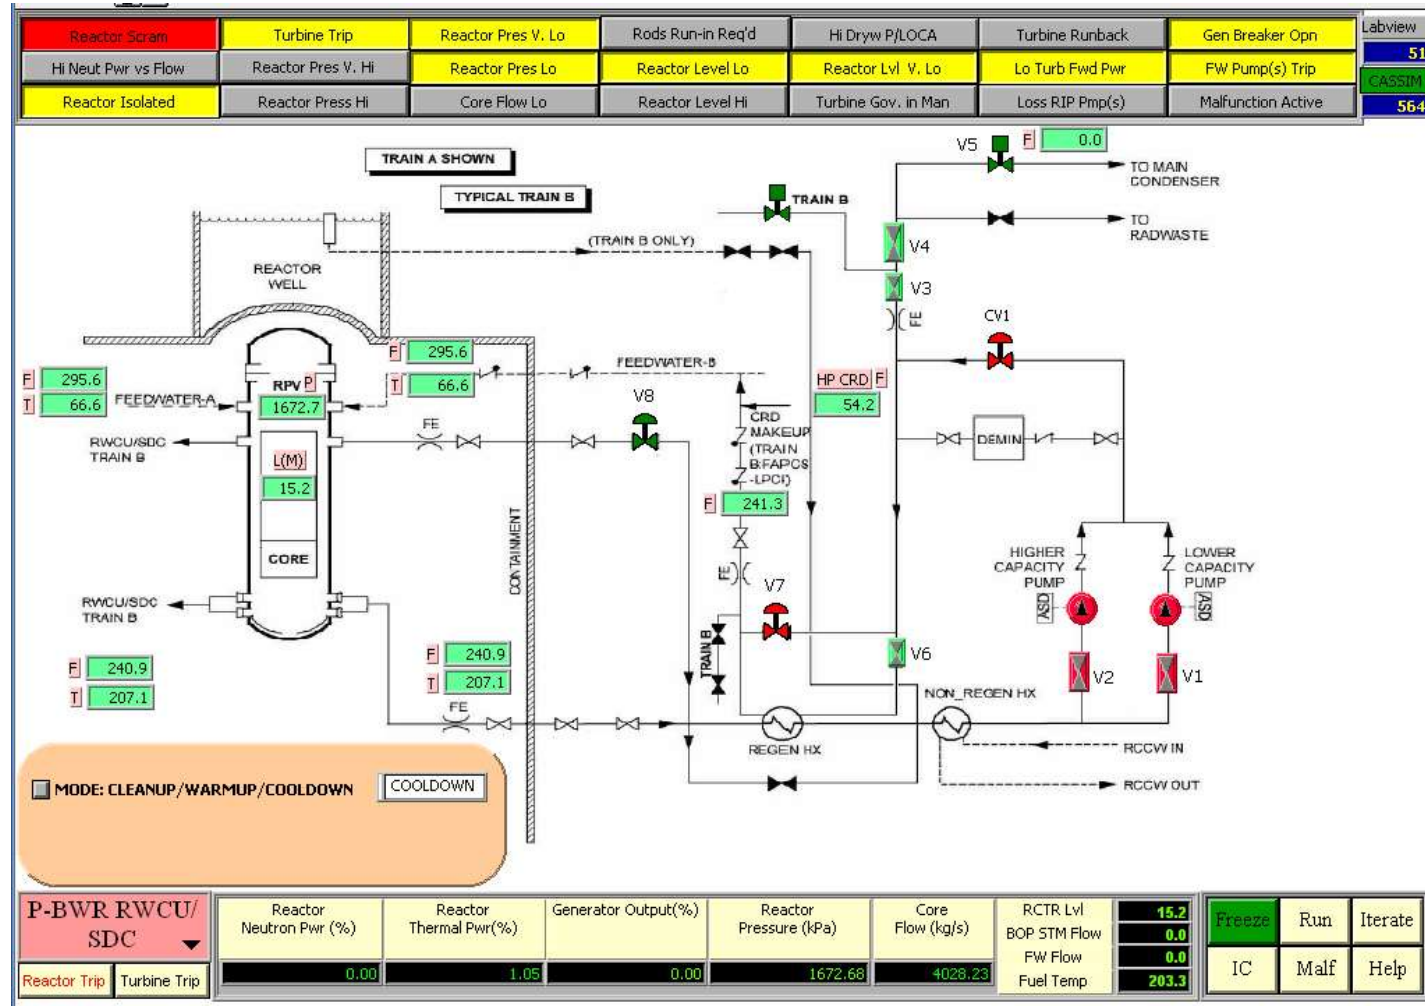 Reactor Scram
Turbine Trip
Reactor Pres V. Lo
Rods Run-in Req'd
Hi Dryw P/LOCA
Turbine Runback
Gen Breaker Opn
Labview
51
Hi Neut Pwr vs Flow
Reactor Pres V. Hi
Reactor Pres Lo
Reactor Level Lo
Reactor Lvl V. Lo
Lo Turb Fwd Pwr
FW Pump(s) Trip
CASSIM
564
Reactor Isolated
Reactor Press Hi
Core Flow Lo
Reactor Level Hi
Turbine Gov. in Man
Loss RIP Pmp(s)
Malfunction Active
TRAIN A SHOWN
TYPICAL TRAIN B
V5
F
0.0
TO MAIN
CONDENSER
TRAIN B
TO
RADWASTE
(TRAIN B ONLY)
V4
V3
FE
REACTOR
WELL
CV1
F
295.6
FEEDWATER-B
T
66.6
F
295.6
T
66.6
FEEDWATER-A
RPV
P
1672.7
HP CRD
F
54.2
V8
FE
CRD
MAKEUP
(TRAIN
B:FAPCS
-LPCI)
RWCU/SDC
TRAIN B
L(M)
15.2
DEMIN
F
241.3
CORE
CONTAINMENT
FE
V7
HIGHER
CAPACITY
PUMP
LOWER
CAPACITY
PUMP
ASD
ASD
RWCU/SDC
TRAIN B
TRAIN B
V6
V2
V1
F
240.9
T
207.1
F
240.9
T
207.1
FE
REGEN HX
NON_REGEN HX
RCCW IN
RCCW OUT
MODE: CLEANUP/WARMUP/COOLDOWN
COOLDOWN
P-BWR RWCU/
SDC
Reactor Trip
Turbine Trip
Reactor
Neutron Pwr (%)
0.00
Reactor
Thermal Pwr(%)
1.05
Generator Output(%)
0.00
Reactor
Pressure (kPa)
1672.68
Core
Flow (kg/s)
4028.23
RCTR Lvl
15.2
BOP STM Flow
0.0
FW Flow
0.0
Fuel Temp
203.3
Freeze
Run
Iterate
IC
Malf
Help